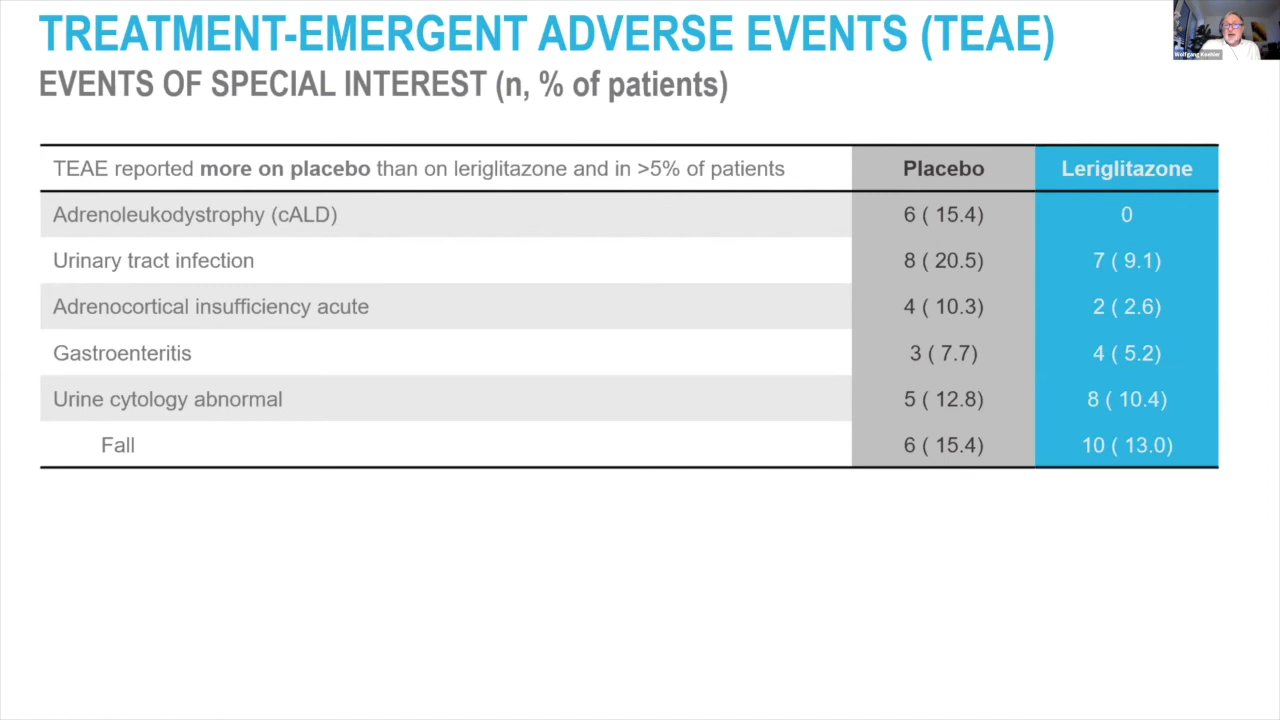 TREATMENT-EMERGENT ADVERSE EVENTS (TEAE)
EVENTS OF SPECIAL INTEREST (n, % of patients)
Wolfgang Koehler
TEAE reported more on placebo than on leriglitazone and in >5% of patients Placebo Leriglitazone
Adrenoleukodystrophy (cALD) 6 ( 15.4) 0
Urinary tract infection 8 ( 20.5) 7 ( 9.1)
Adrenocortical insufficiency acute 4 ( 10.3) 2 ( 2.6)
Gastroenteritis 3 ( 7.7) 4 ( 5.2)
Urine cytology abnormal 5 ( 12.8) 8 ( 10.4)
Fall 6 ( 15.4) 10 ( 13.0)